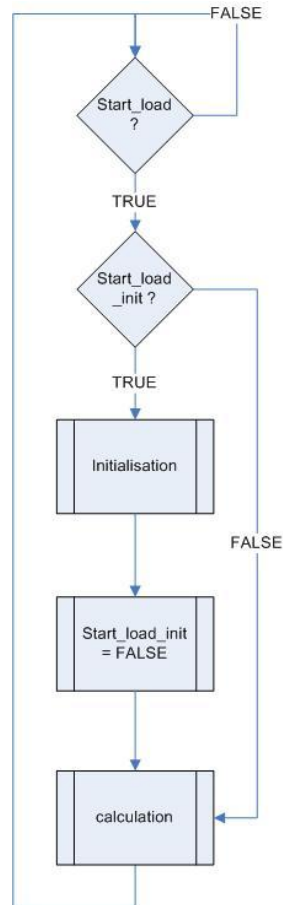 FALSE
Start_load
?
TRUE
Start_load
_init ?
TRUE
Initialisation
FALSE
Start_load_init
= FALSE
calculation